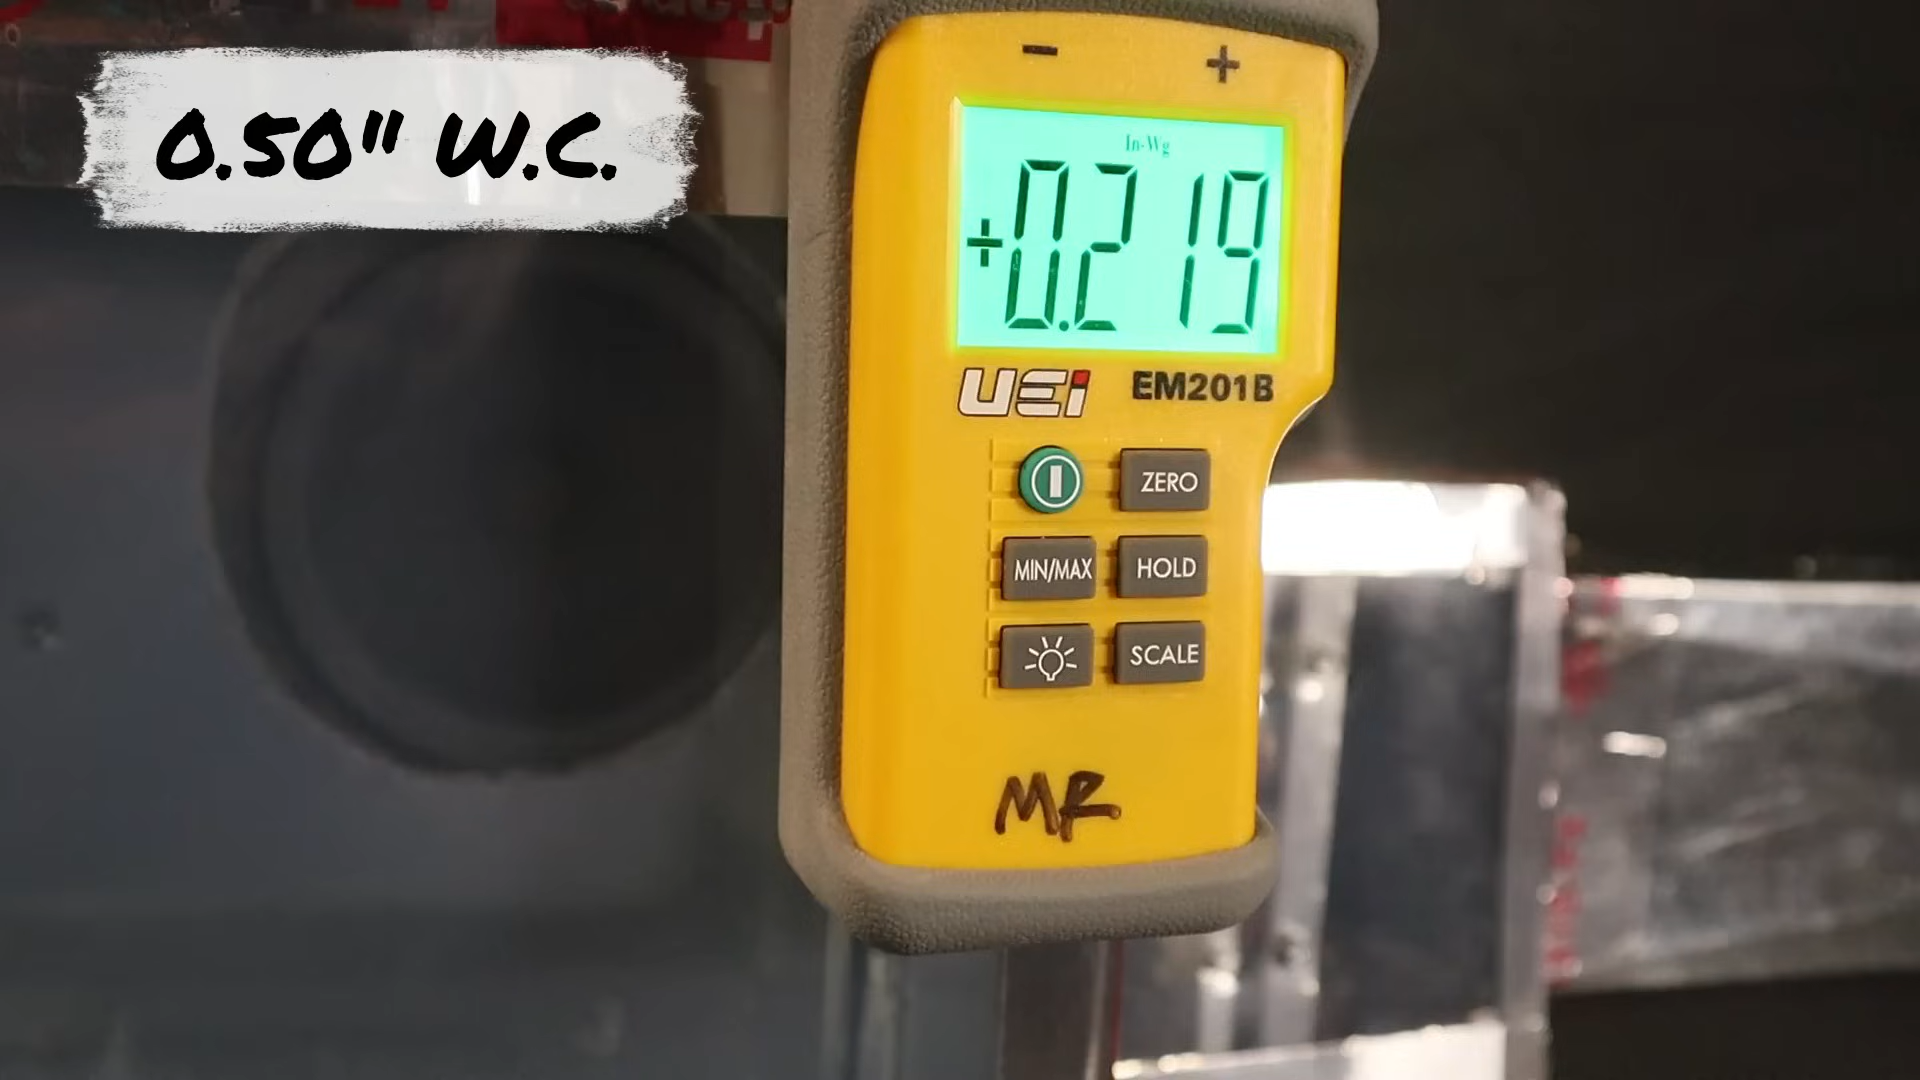 0.50" W.C.
− +
In-Wg
+0.219
UEi EM201B
ZERO
MIN/MAX HOLD
SCALE
MR